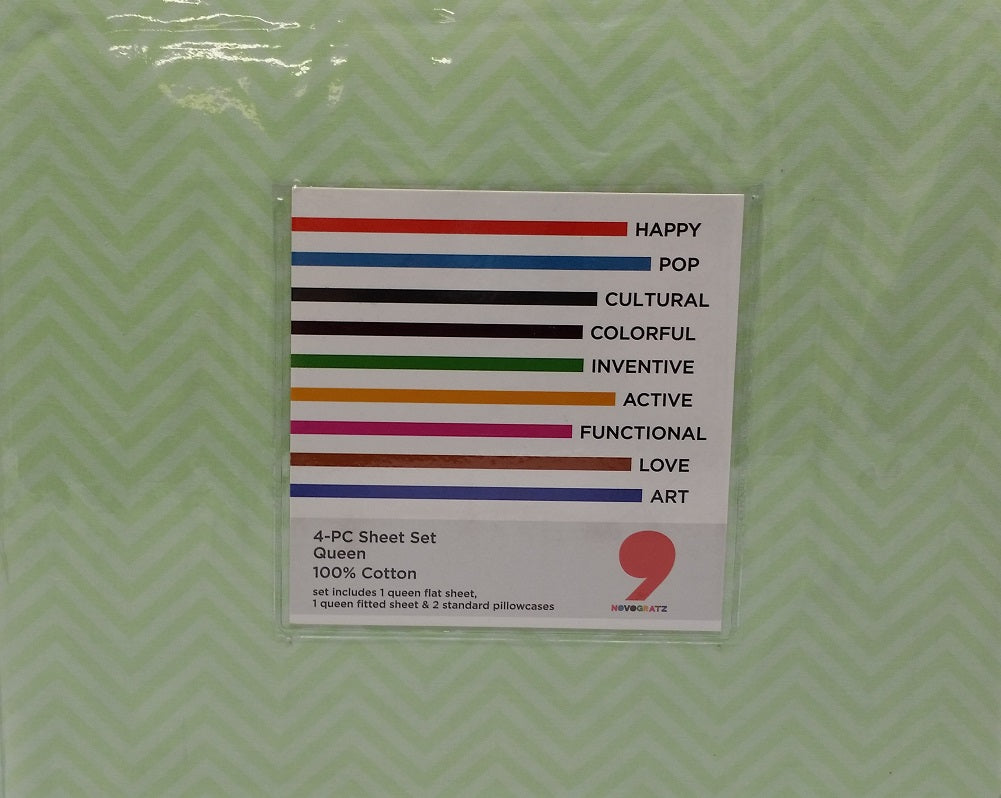 HAPPY
POP
CULTURAL
COLORFUL
INVENTIVE
ACTIVE
FUNCTIONAL
LOVE
ART
4-PC Sheet Set
Queen
100% Cotton
set includes 1 queen flat sheet,
1 queen fitted sheet & 2 standard pillowcases
9
NOVOGRATZ